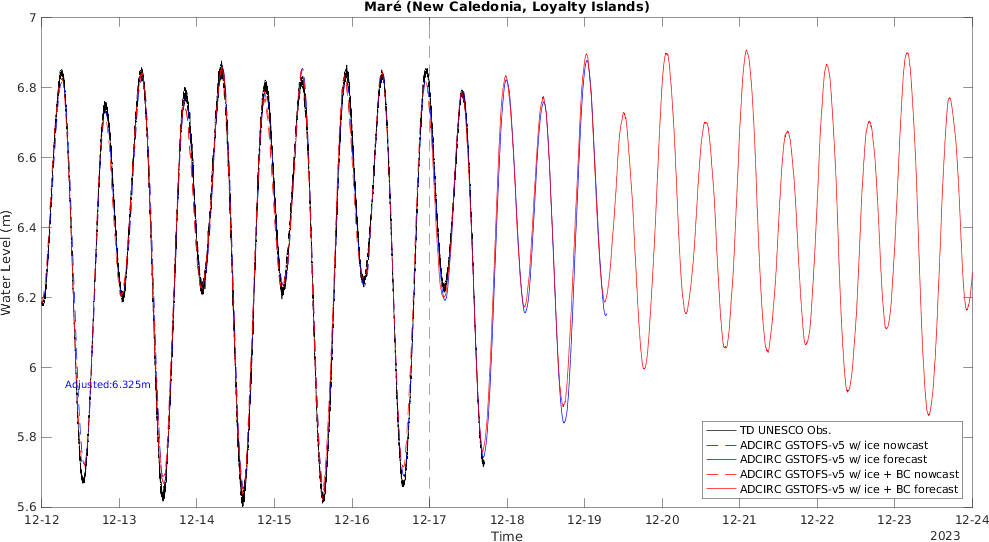 Maré (New Caledonia, Loyalty Islands)
7
6.8
6.6
6.4
6.2
6
5.8
5.6
Water Level (m)
Adjusted:6.325m
TD UNESCO Obs.
ADCIRC GSTOFS-v5 w/ ice nowcast
ADCIRC GSTOFS-v5 w/ ice forecast
ADCIRC GSTOFS-v5 w/ ice + BC nowcast
ADCIRC GSTOFS-v5 w/ ice + BC forecast
12-12 12-13 12-14 12-15 12-16 12-17 12-18 12-19 12-20 12-21 12-22 12-23 12-24
Time
2023